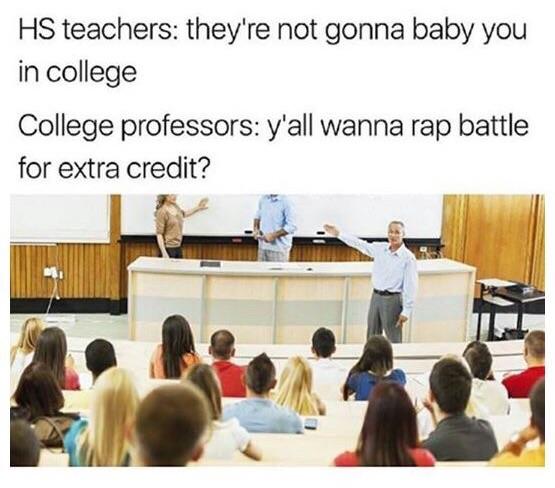 HS teachers: they're not gonna baby you
in college
College professors: y'all wanna rap battle
for extra credit?